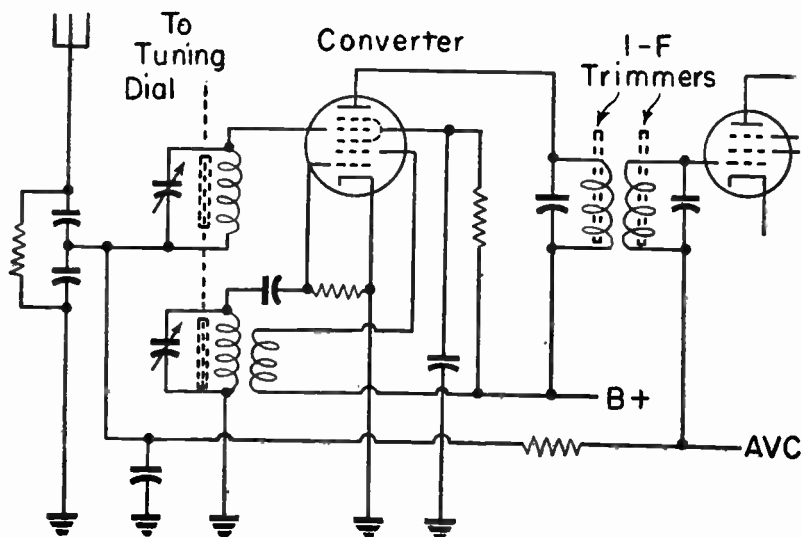 To
Tuning
Dial
Converter
I-F
Trimmers
B+
AVC